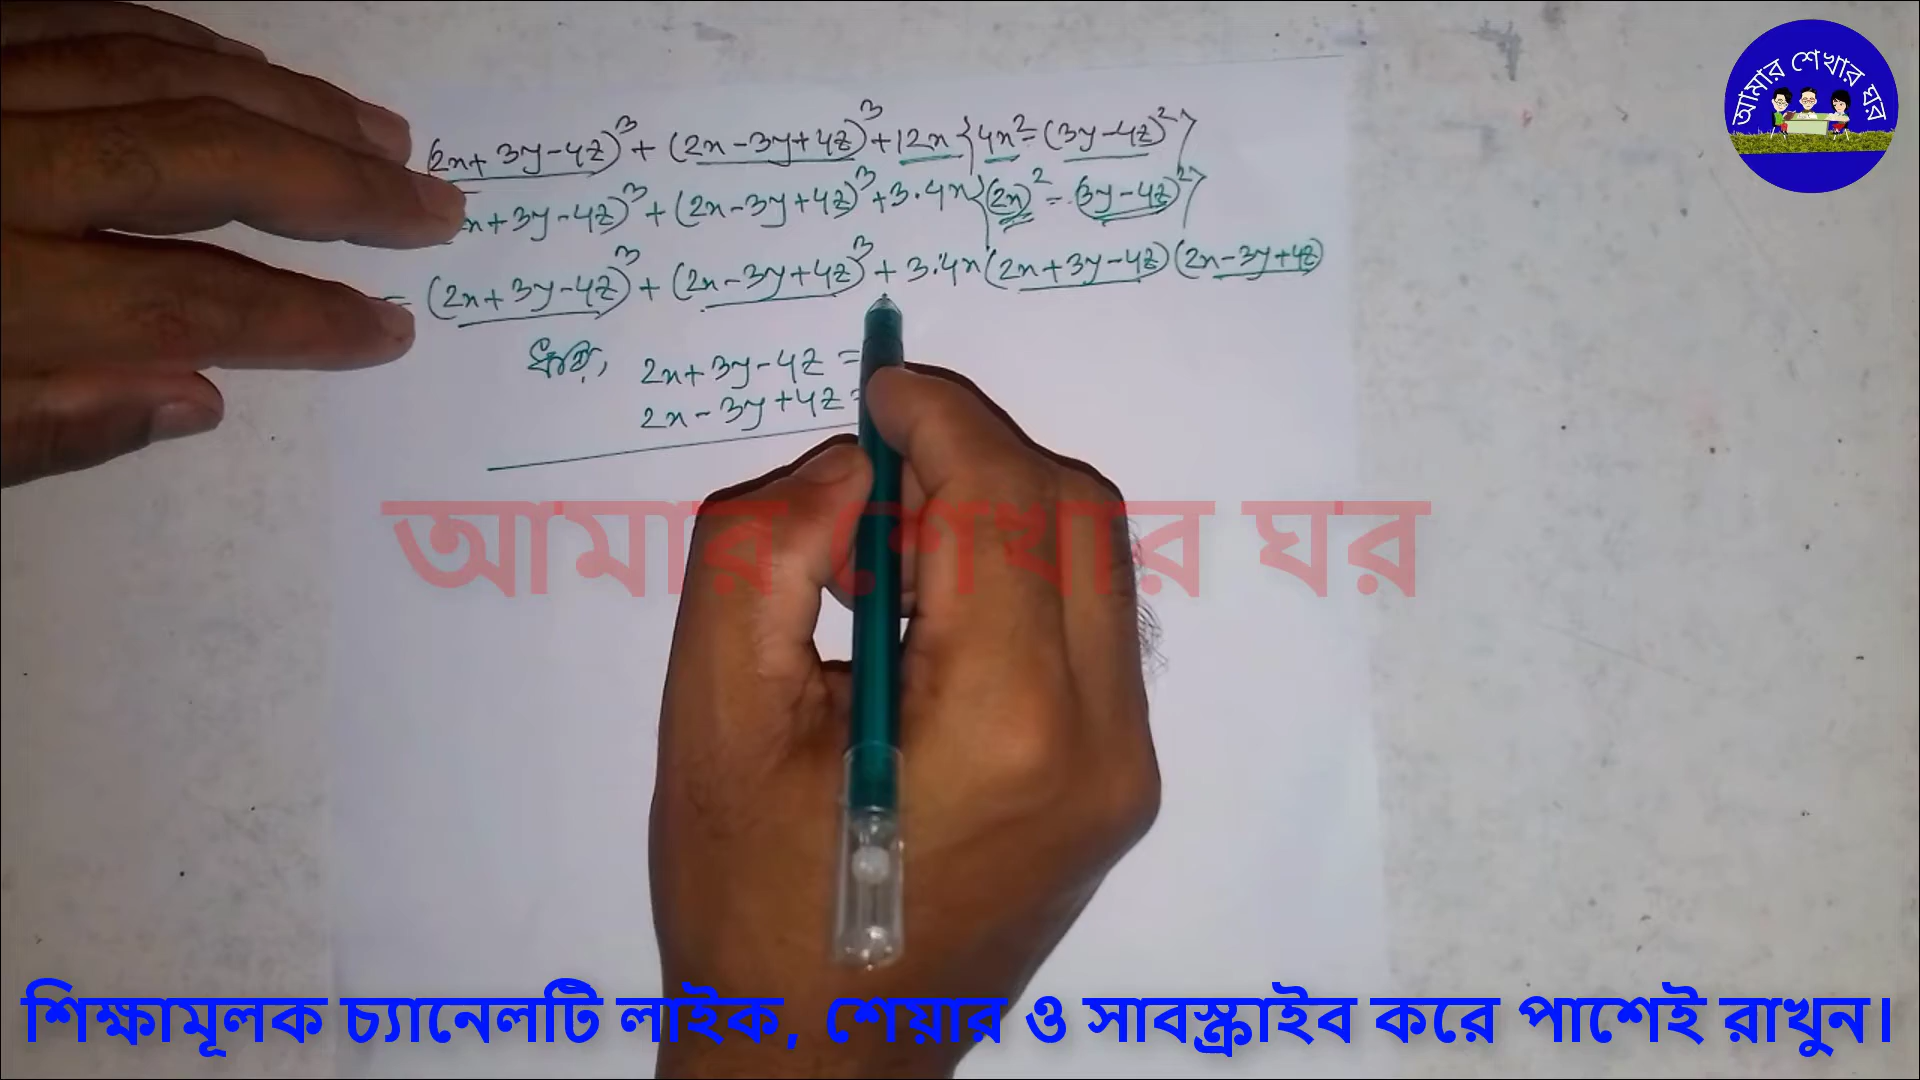 আমার শেখার ঘর
(2x+3y-4z)³+(2x-3y+4z)³+12x{4x²-(3y-4z)²}
x+3y-4z)³+(2x-3y+4z)³+3.4x{(2x)²-(3y-4z)²}
=(2x+3y-4z)³+(2x-3y+4z)³+3.4x(2x+3y-4z)(2x-3y+4z)
ধরি, 2x+3y-4z=
2x-3y+4z=
আমার শেখার ঘর
শিক্ষামূলক চ্যানেলটি লাইক, শেয়ার ও সাবস্ক্রাইব করে পাশেই রাখুন।